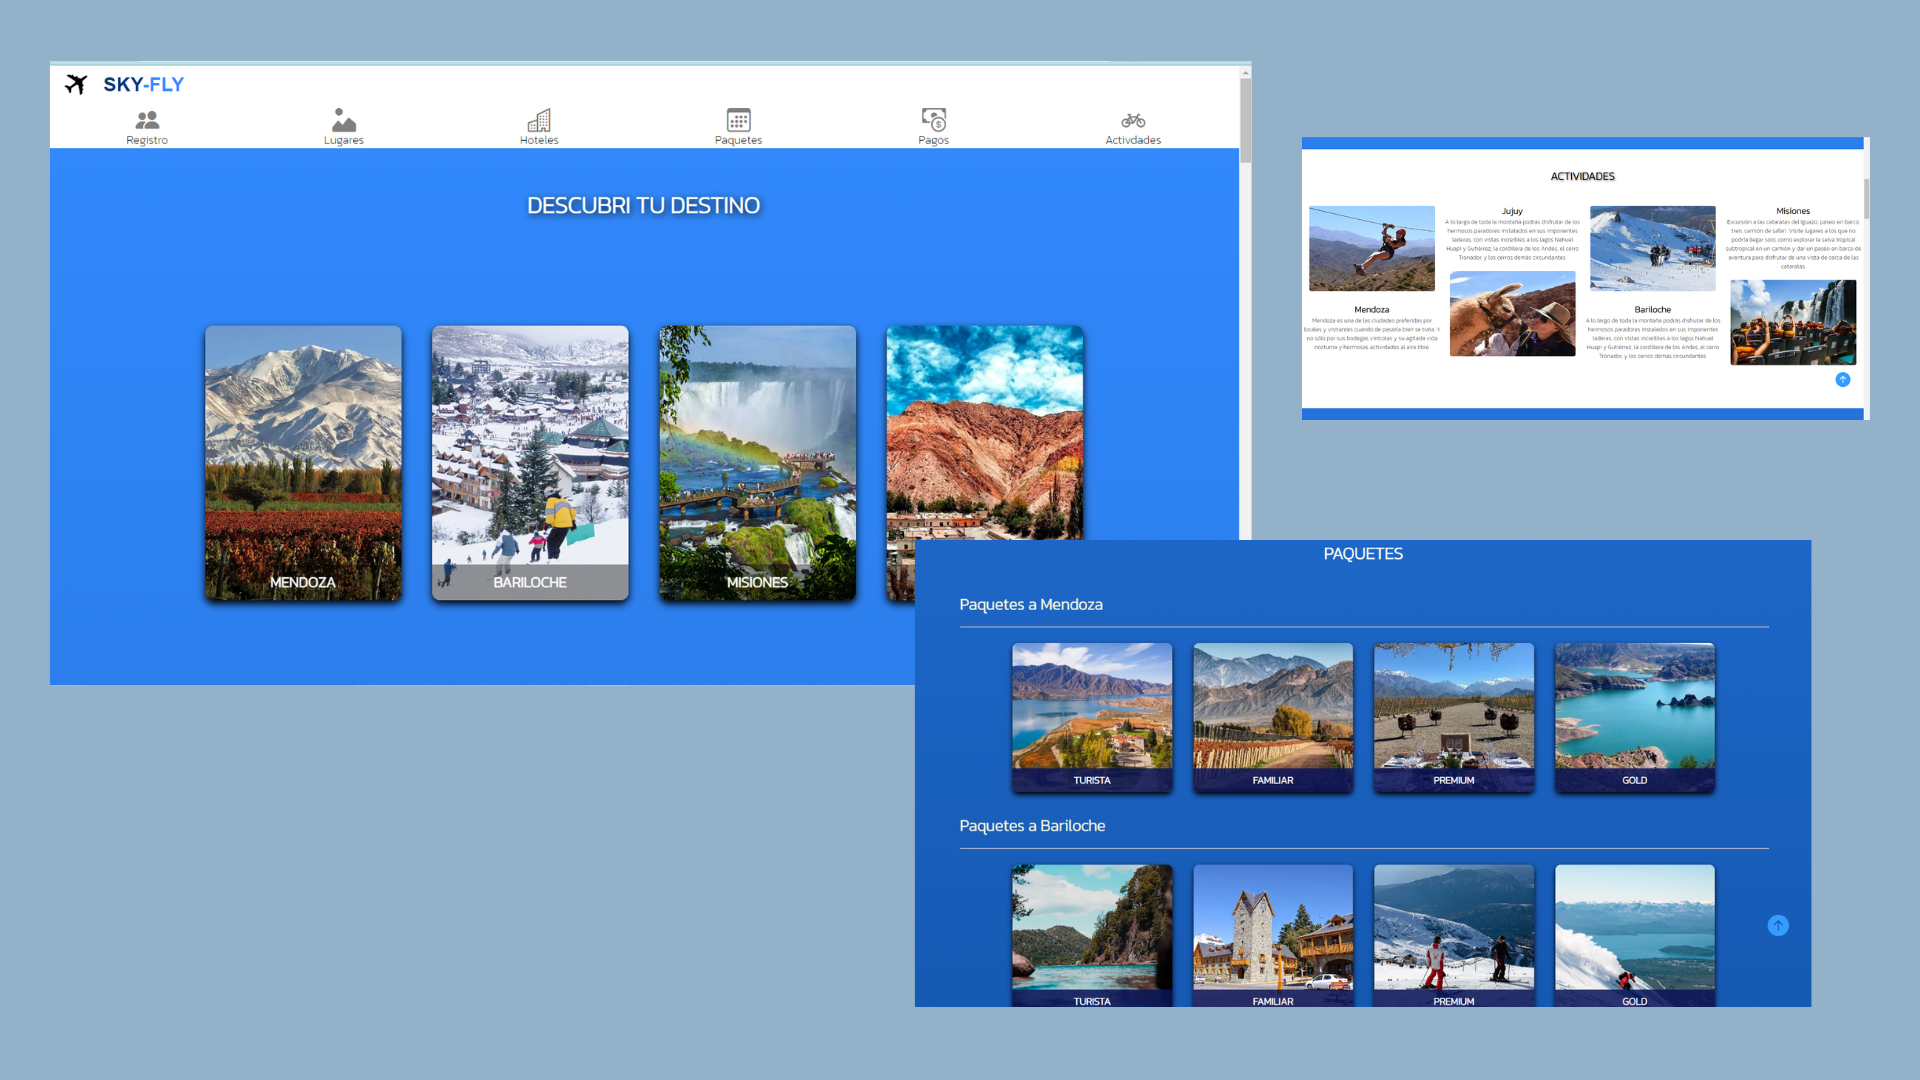 SKY-FLY
Registro
Lugares
Hoteles
Paquetes
Pagos
Activdades
DESCUBRI TU DESTINO
MENDOZA
BARILOCHE
MISIONES
ACTIVIDADES
Mendoza
Mendoza es una de las ciudades preferidas por
locales y visitantes cuando de pasarla bien se trata. Y
no sólo por sus bodegas vinícolas y su agitada vida
nocturna y hermosas actividades al aire libre.
Jujuy
A lo largo de toda la montaña podrás disfrutar de los
hermosos paradores instalados en sus imponentes
laderas, con vistas increíbles a los lagos Nahuel
Huapi y Gutiérrez, la cordillera de los Andes, el cerro
Tronador, y los cerros demás circundantes.
Bariloche
A lo largo de toda la montaña podrás disfrutar de los
hermosos paradores instalados en sus imponentes
laderas, con vistas increíbles a los lagos Nahuel
Huapi y Gutiérrez, la cordillera de los Andes, el cerro
Tronador, y los cerros demás circundantes.
Misiones
Excursión a las cataratas del Iguazú, paseo en barco,
tren, camión de safari. Visite lugares a los que no
podría llegar solo, como explorar la selva tropical
subtropical en un camión y dar un paseo en barco de
aventura para disfrutar de una vista de cerca de las
cataratas.
PAQUETES
Paquetes a Mendoza
TURISTA
FAMILIAR
PREMIUM
GOLD
Paquetes a Bariloche
TURISTA
FAMILIAR
PREMIUM
GOLD